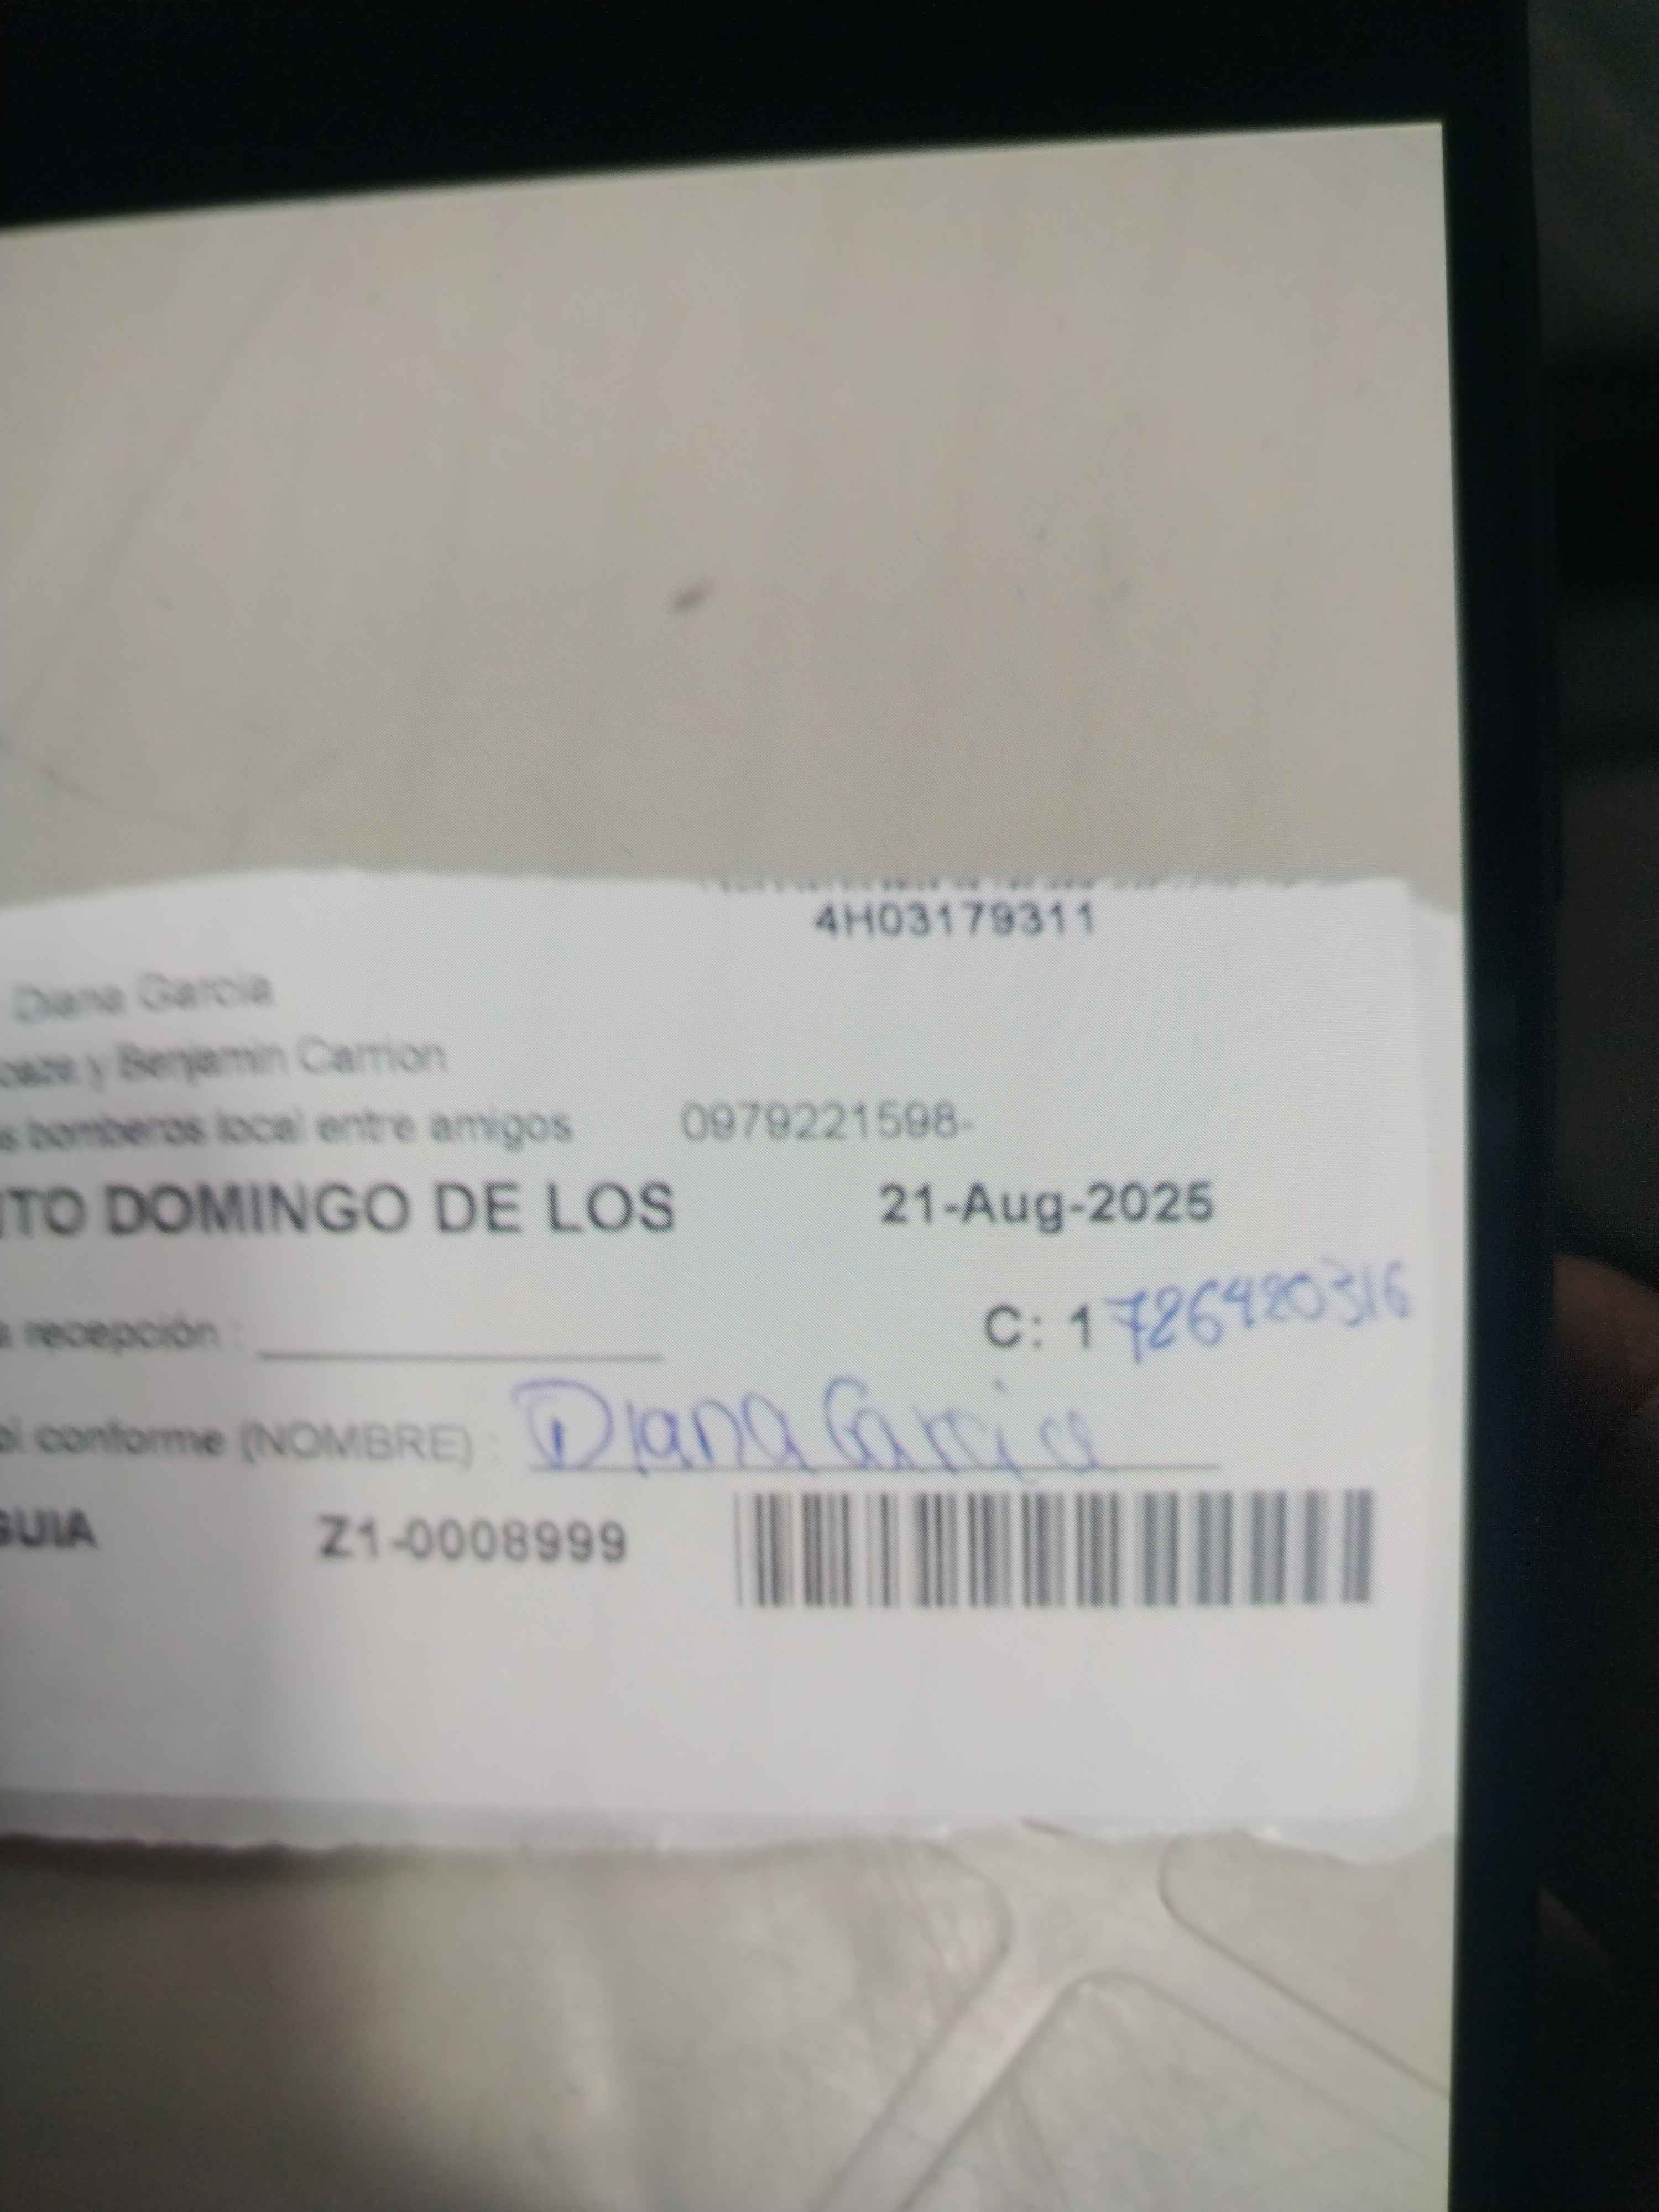 4H03179311
Diana Garcia
y Benjamin Carrion
bomberos local entre amigos 0979221598-
TO DOMINGO DE LOS 21-Aug-2025
recepción : C: 1726420316
conforme (NOMBRE) : Diana Garcia
GUIA Z1-0008999